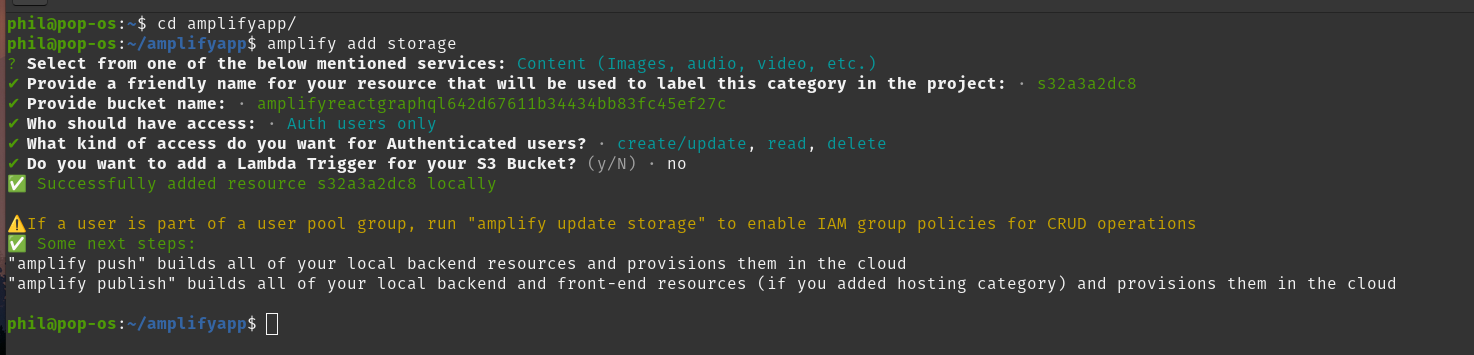 phil@pop-os:~$ cd amplifyapp/
phil@pop-os:~/amplifyapp$ amplify add storage
? Select from one of the below mentioned services: Content (Images, audio, video, etc.)
✔ Provide a friendly name for your resource that will be used to label this category in the project: · s32a3a2dc8
✔ Provide bucket name: · amplifyreactgraphql642d67611b34434bb83fc45ef27c
✔ Who should have access: · Auth users only
✔ What kind of access do you want for Authenticated users? · create/update, read, delete
✔ Do you want to add a Lambda Trigger for your S3 Bucket? (y/N) · no
✅ Successfully added resource s32a3a2dc8 locally
⚠️If a user is part of a user pool group, run "amplify update storage" to enable IAM group policies for CRUD operations
✅ Some next steps:
"amplify push" builds all of your local backend resources and provisions them in the cloud
"amplify publish" builds all of your local backend and front-end resources (if you added hosting category) and provisions them in the cloud
phil@pop-os:~/amplifyapp$